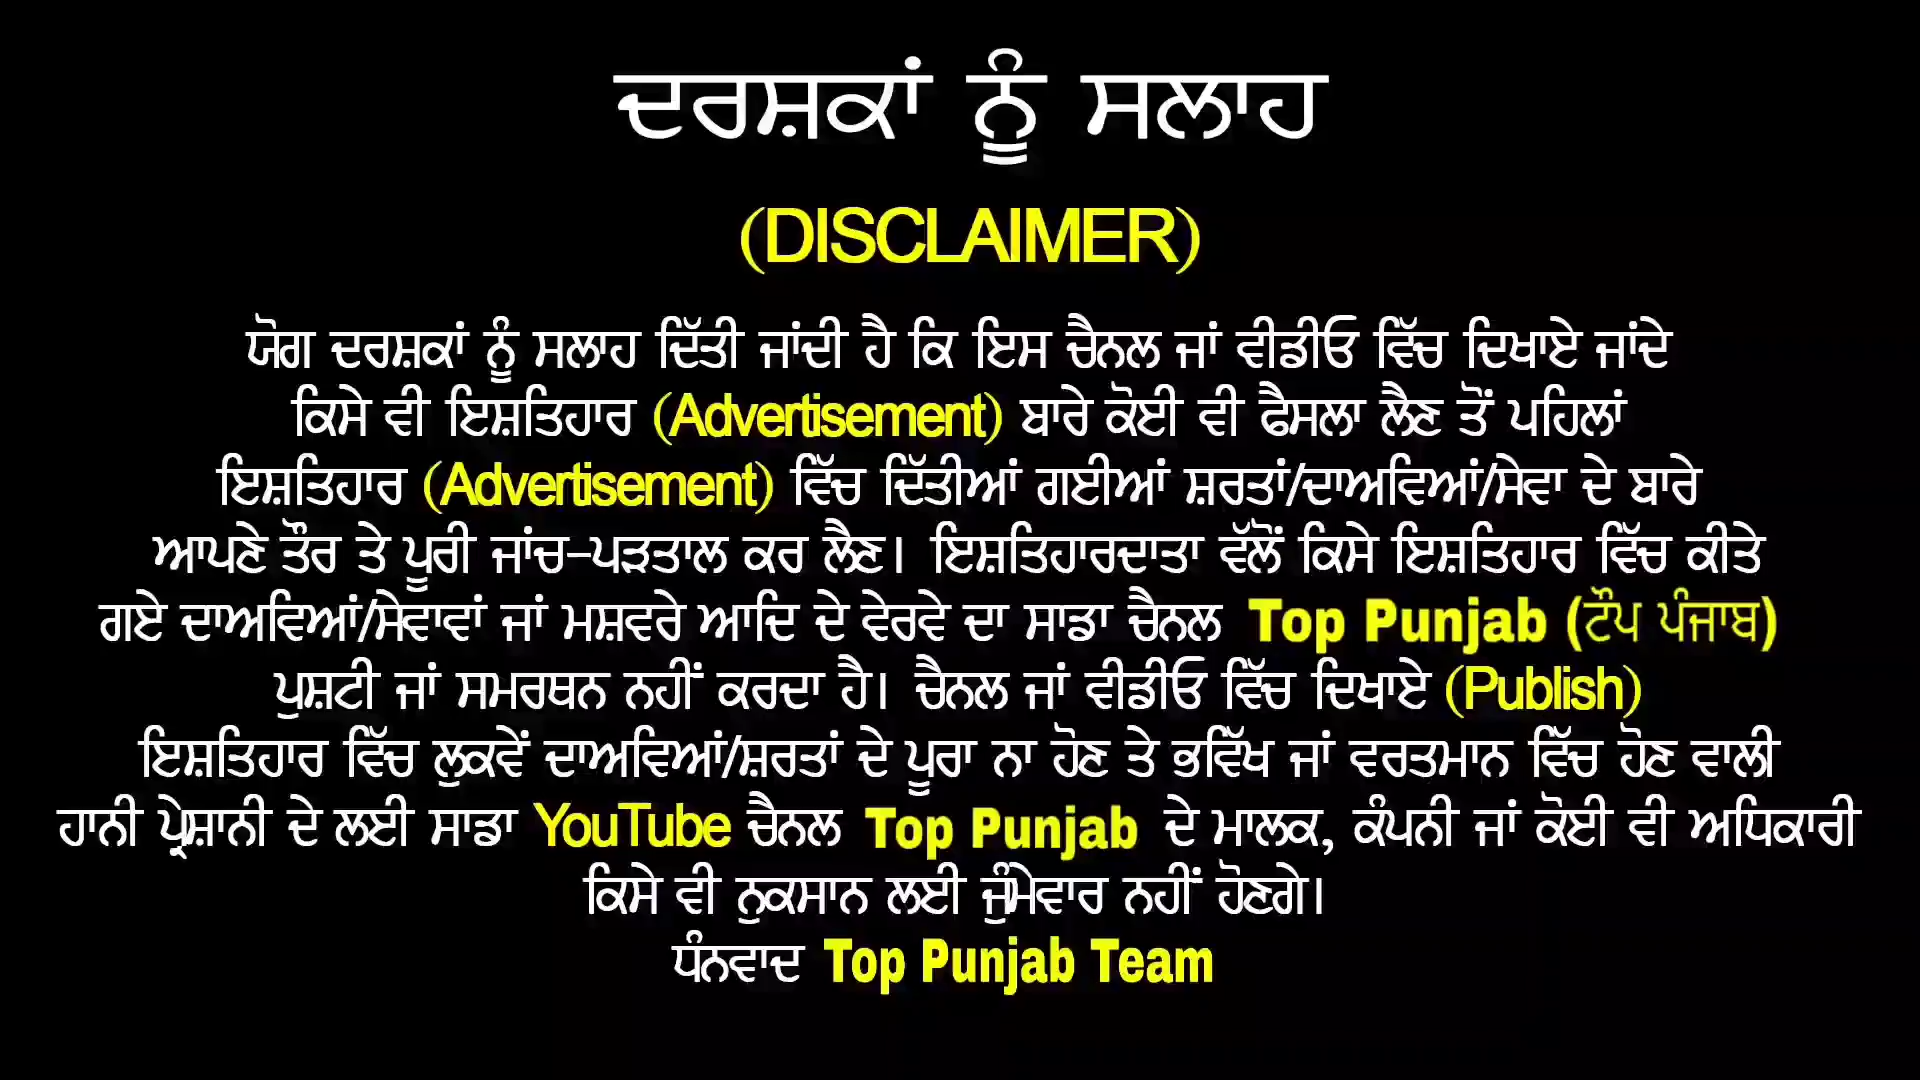 ਦਰਸ਼ਕਾਂ ਨੂੰ ਸਲਾਹ
(DISCLAIMER)
ਯੋਗ ਦਰਸ਼ਕਾਂ ਨੂੰ ਸਲਾਹ ਦਿੱਤੀ ਜਾਂਦੀ ਹੈ ਕਿ ਇਸ ਚੈਨਲ ਜਾਂ ਵੀਡੀਓ ਵਿੱਚ ਦਿਖਾਏ ਜਾਂਦੇ
ਕਿਸੇ ਵੀ ਇਸ਼ਤਿਹਾਰ (Advertisement) ਬਾਰੇ ਕੋਈ ਵੀ ਫੈਸਲਾ ਲੈਣ ਤੋਂ ਪਹਿਲਾਂ
ਇਸ਼ਤਿਹਾਰ (Advertisement) ਵਿੱਚ ਦਿੱਤੀਆਂ ਗਈਆਂ ਸ਼ਰਤਾਂ/ਦਾਅਵਿਆਂ/ਸੇਵਾ ਦੇ ਬਾਰੇ
ਆਪਣੇ ਤੌਰ ਤੇ ਪੂਰੀ ਜਾਂਚ-ਪੜਤਾਲ ਕਰ ਲੈਣ। ਇਸ਼ਤਿਹਾਰਦਾਤਾ ਵੱਲੋਂ ਕਿਸੇ ਇਸ਼ਤਿਹਾਰ ਵਿੱਚ ਕੀਤੇ
ਗਏ ਦਾਅਵਿਆਂ/ਸੇਵਾਵਾਂ ਜਾਂ ਮਸ਼ਵਰੇ ਆਦਿ ਦੇ ਵੇਰਵੇ ਦਾ ਸਾਡਾ ਚੈਨਲ Top Punjab (ਟੌਪ ਪੰਜਾਬ)
ਪੁਸ਼ਟੀ ਜਾਂ ਸਮਰਥਨ ਨਹੀਂ ਕਰਦਾ ਹੈ। ਚੈਨਲ ਜਾਂ ਵੀਡੀਓ ਵਿੱਚ ਦਿਖਾਏ (Publish)
ਇਸ਼ਤਿਹਾਰ ਵਿੱਚ ਲੁਕਵੇਂ ਦਾਅਵਿਆਂ/ਸ਼ਰਤਾਂ ਦੇ ਪੂਰਾ ਨਾ ਹੋਣ ਤੇ ਭਵਿੱਖ ਜਾਂ ਵਰਤਮਾਨ ਵਿੱਚ ਹੋਣ ਵਾਲੀ
ਹਾਨੀ ਪ੍ਰੇਸ਼ਾਨੀ ਦੇ ਲਈ ਸਾਡਾ YouTube ਚੈਨਲ Top Punjab ਦੇ ਮਾਲਕ, ਕੰਪਨੀ ਜਾਂ ਕੋਈ ਵੀ ਅਧਿਕਾਰੀ
ਕਿਸੇ ਵੀ ਨੁਕਸਾਨ ਲਈ ਜੁੰਮੇਵਾਰ ਨਹੀਂ ਹੋਣਗੇ।
ਧੰਨਵਾਦ Top Punjab Team